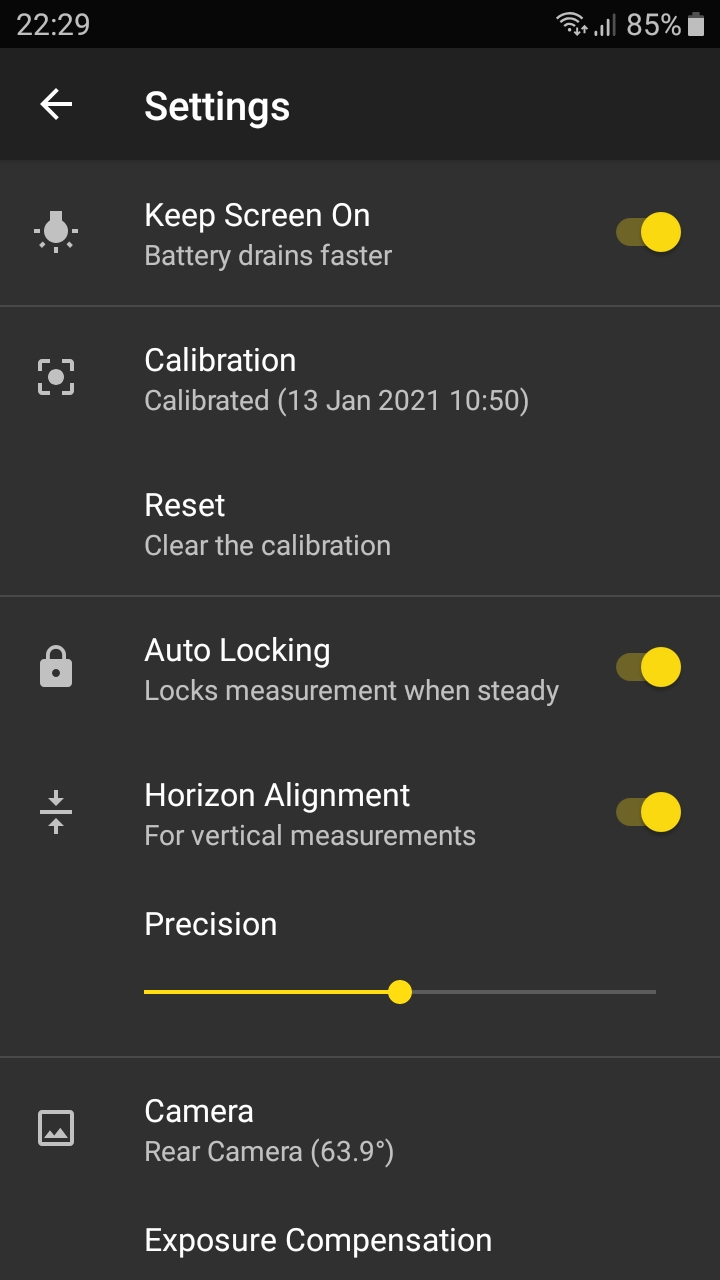 22:29
85%
Settings
Keep Screen On
Battery drains faster
Calibration
Calibrated (13 Jan 2021 10:50)
Reset
Clear the calibration
Auto Locking
Locks measurement when steady
Horizon Alignment
For vertical measurements
Precision
Camera
Rear Camera (63.9°)
Exposure Compensation